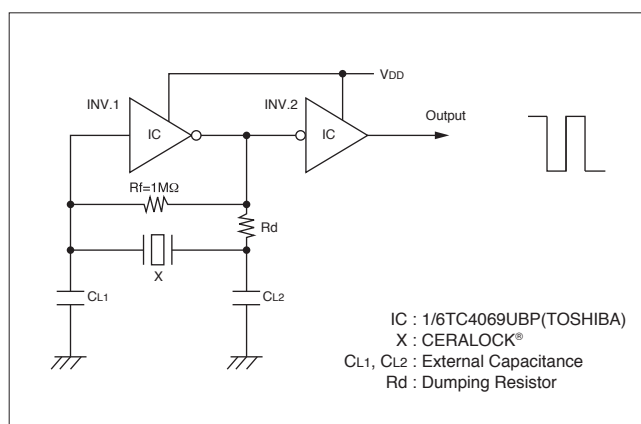 VDD
INV.1
INV.2
Output
IC
IC
Rf=1MΩ
Rd
X
CL1
CL2
IC : 1/6TC4069UBP(TOSHIBA)
X : CERALOCK®
CL1, CL2 : External Capacitance
Rd : Dumping Resistor